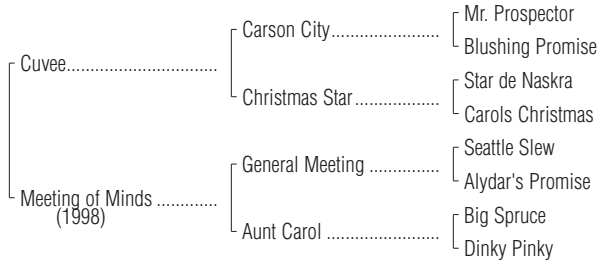 Mr. Prospector
Carson City.......................
Blushing Promise
Cuvee................................
Star de Naskra
Christmas Star..................
Carols Christmas
Seattle Slew
General Meeting ...............
Alydar's Promise
Meeting of Minds .............
(1998)
Big Spruce
Aunt Carol ........................
Dinky Pinky